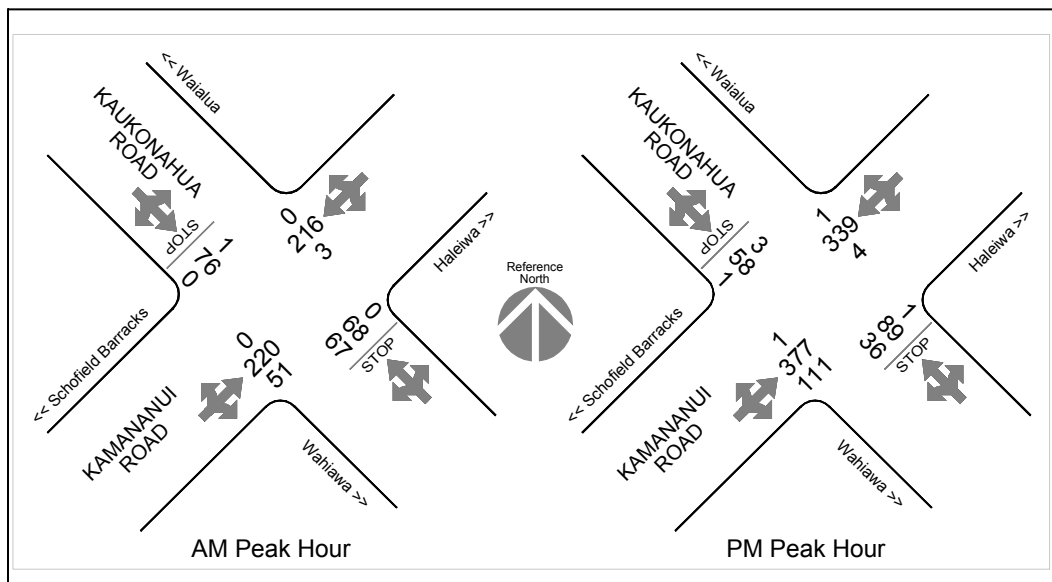 << Waialua
KAUKONAHUA
ROAD
STOP
1
76
0
0
216
3
Haleiwa >>
0
68
67
STOP
0
220
51
<< Schofield Barracks
KAMANANUI
ROAD
Wahiawa >>
AM Peak Hour
Reference
North
<< Waialua
KAUKONAHUA
ROAD
STOP
3
58
1
1
339
4
Haleiwa >>
1
89
36
STOP
1
377
111
<< Schofield Barracks
KAMANANUI
ROAD
Wahiawa >>
PM Peak Hour